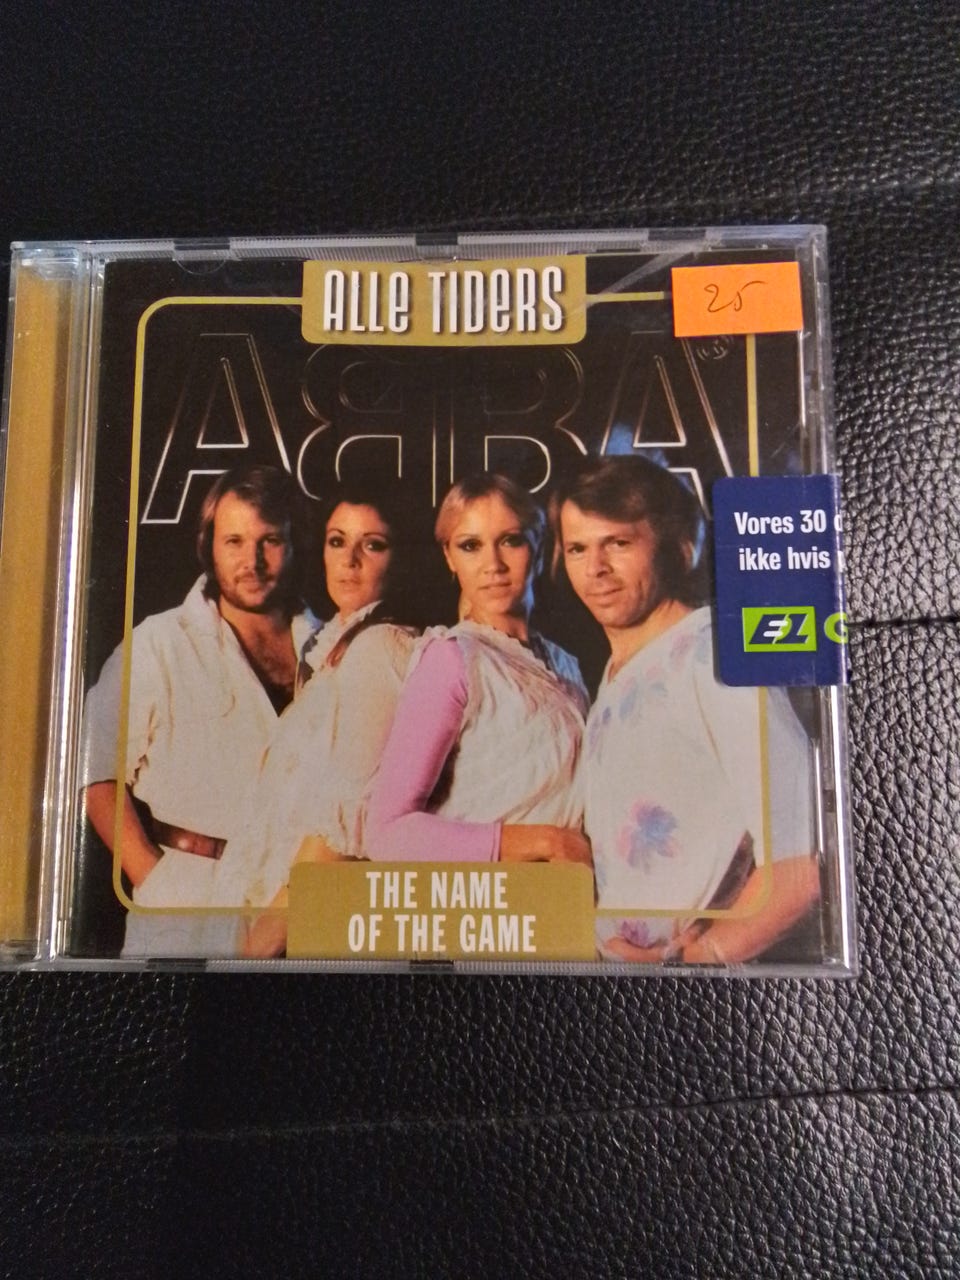 ALLE TIDERS
25
ABBA
Vores 30
ikke hvis
EL G
THE NAME
OF THE GAME